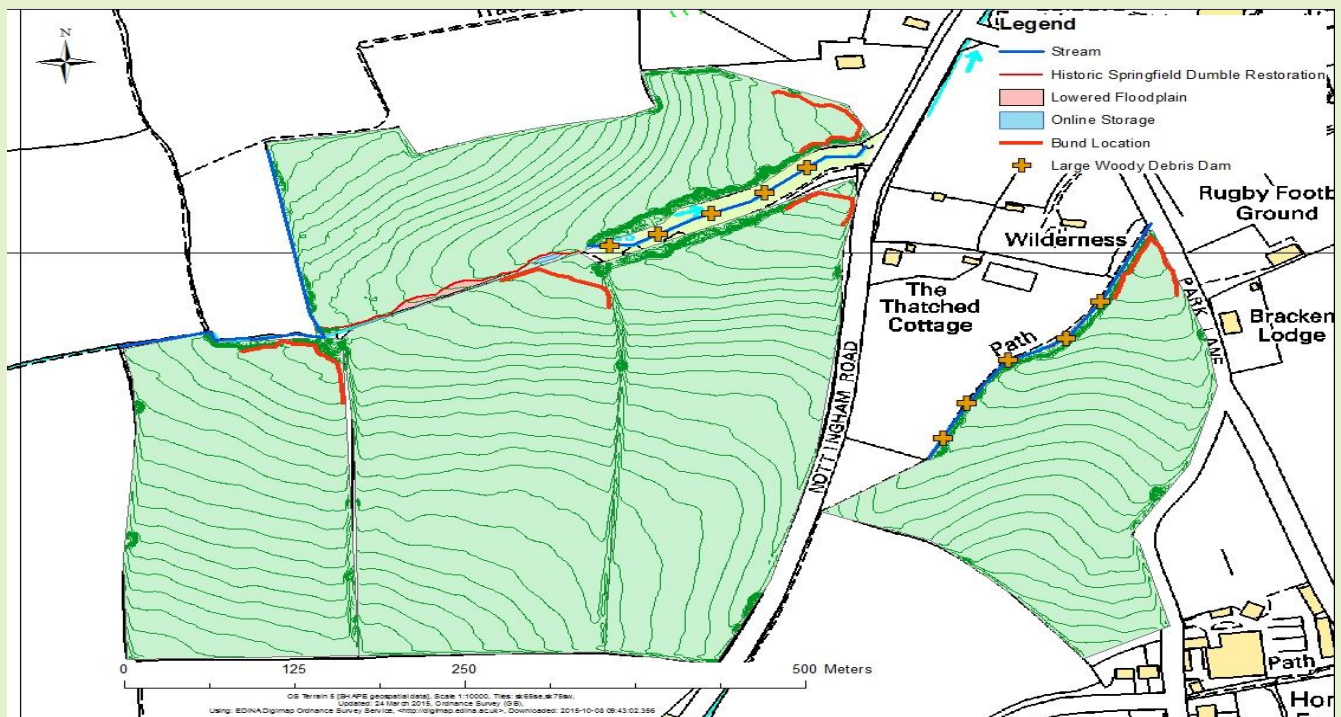 N
Legend
Stream
Historic Springfield Dumble Restoration
Lowered Floodplain
Online Storage
Bund Location
Large Woody Debris Dam
Rugby Footb
Ground
Wilderness
The
Thatched
Cottage
Path
PARK LANE
Bracken
Lodge
NOTTINGHAM ROAD
0 125 250 500 Meters
Path
Hor
OS Terrain 5 [SHAPE geospatial data], Scale 1:10000, Tiles: sk65se,sk75sw,
Updated: 24 March 2015, Ordnance Survey (GB),
Using: EDINA Digimap Ordnance Survey Service, <http://digimap.edina.ac.uk>, Downloaded: 2015-10-08 09:43:02.356